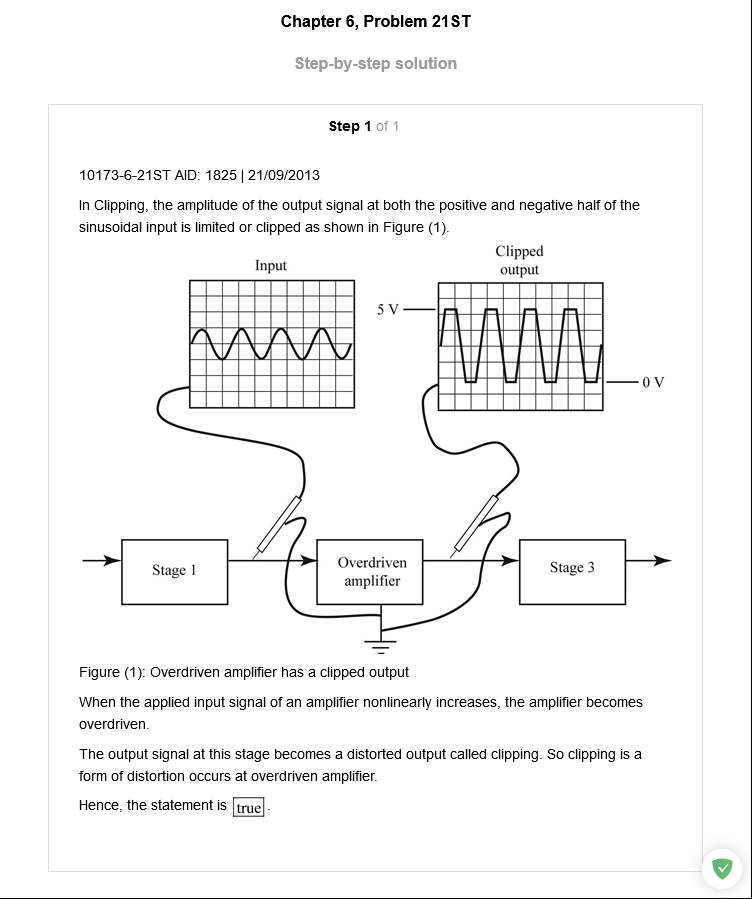 Chapter 6, Problem 21ST
Step-by-step solution
Step 1 of 1
10173-6-21ST AID: 1825 | 21/09/2013
In Clipping, the amplitude of the output signal at both the positive and negative half of the
sinusoidal input is limited or clipped as shown in Figure (1).
Input
Clipped
output
5 V
0 V
Stage 1
Overdriven
amplifier
Stage 3
Figure (1): Overdriven amplifier has a clipped output
When the applied input signal of an amplifier nonlinearly increases, the amplifier becomes
overdriven.
The output signal at this stage becomes a distorted output called clipping. So clipping is a
form of distortion occurs at overdriven amplifier.
Hence, the statement is true.